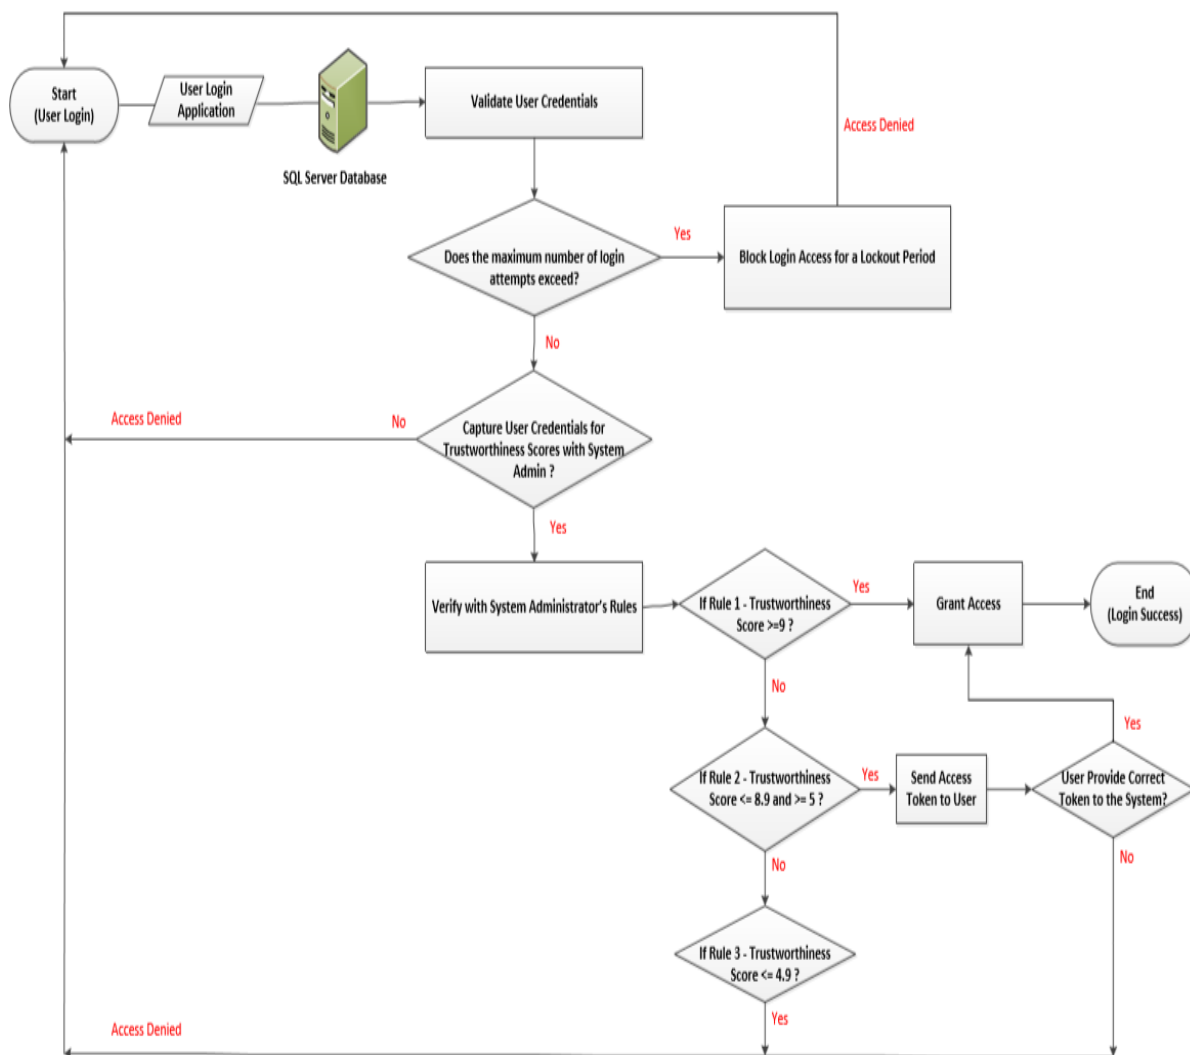 Start
(User Login)
User Login
Application
SQL Server Database
Validate User Credentials
Access Denied
Does the maximum number of login
attempts exceed?
Yes
Block Login Access for a Lockout Period
No
Capture User Credentials for
Trustworthiness Scores with System
Admin ?
No
Access Denied
Yes
Verify with System Administrator's Rules
If Rule 1 - Trustworthiness
Score >=9 ?
Yes
Grant Access
End
(Login Success)
No
If Rule 2 - Trustworthiness
Score <= 8.9 and >= 5 ?
Yes
Send Access
Token to User
User Provide Correct
Token to the System?
Yes
No
No
If Rule 3 - Trustworthiness
Score <= 4.9 ?
Yes
Access Denied